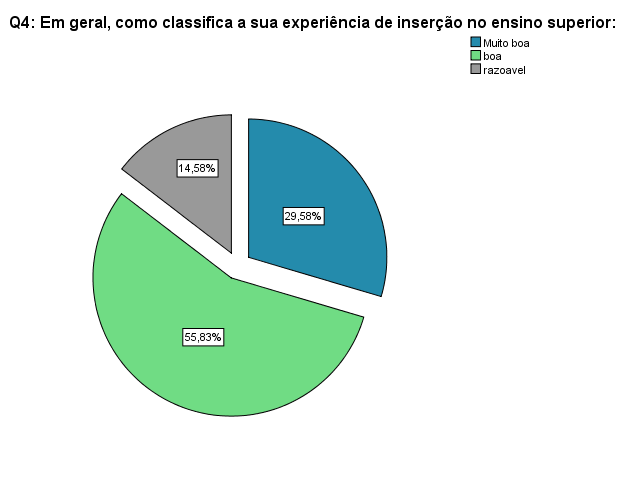 Q4: Em geral, como classifica a sua experiência de inserção no ensino superior:
Muito boa
boa
razoavel
14,58%
29,58%
55,83%